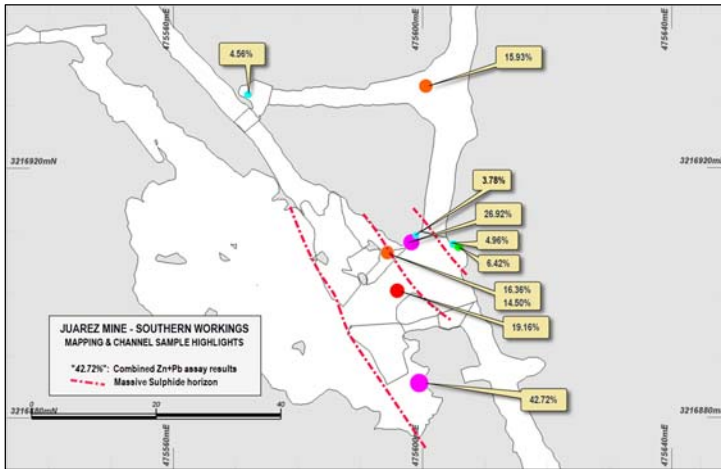 475560mE
475600mE
475640mE
4.56%
15.93%
3216920mN
3216920mN
3.78%
26.92%
4.96%
6.42%
16.36%
14.50%
19.16%
JUAREZ MINE - SOUTHERN WORKINGS
MAPPING & CHANNEL SAMPLE HIGHLIGHTS
"42.72%": Combined Zn+Pb assay results
Massive Sulphide horizon
42.72%
3216880mN
3216880mN
0
20
40
475560mE
475600mE
475640mE